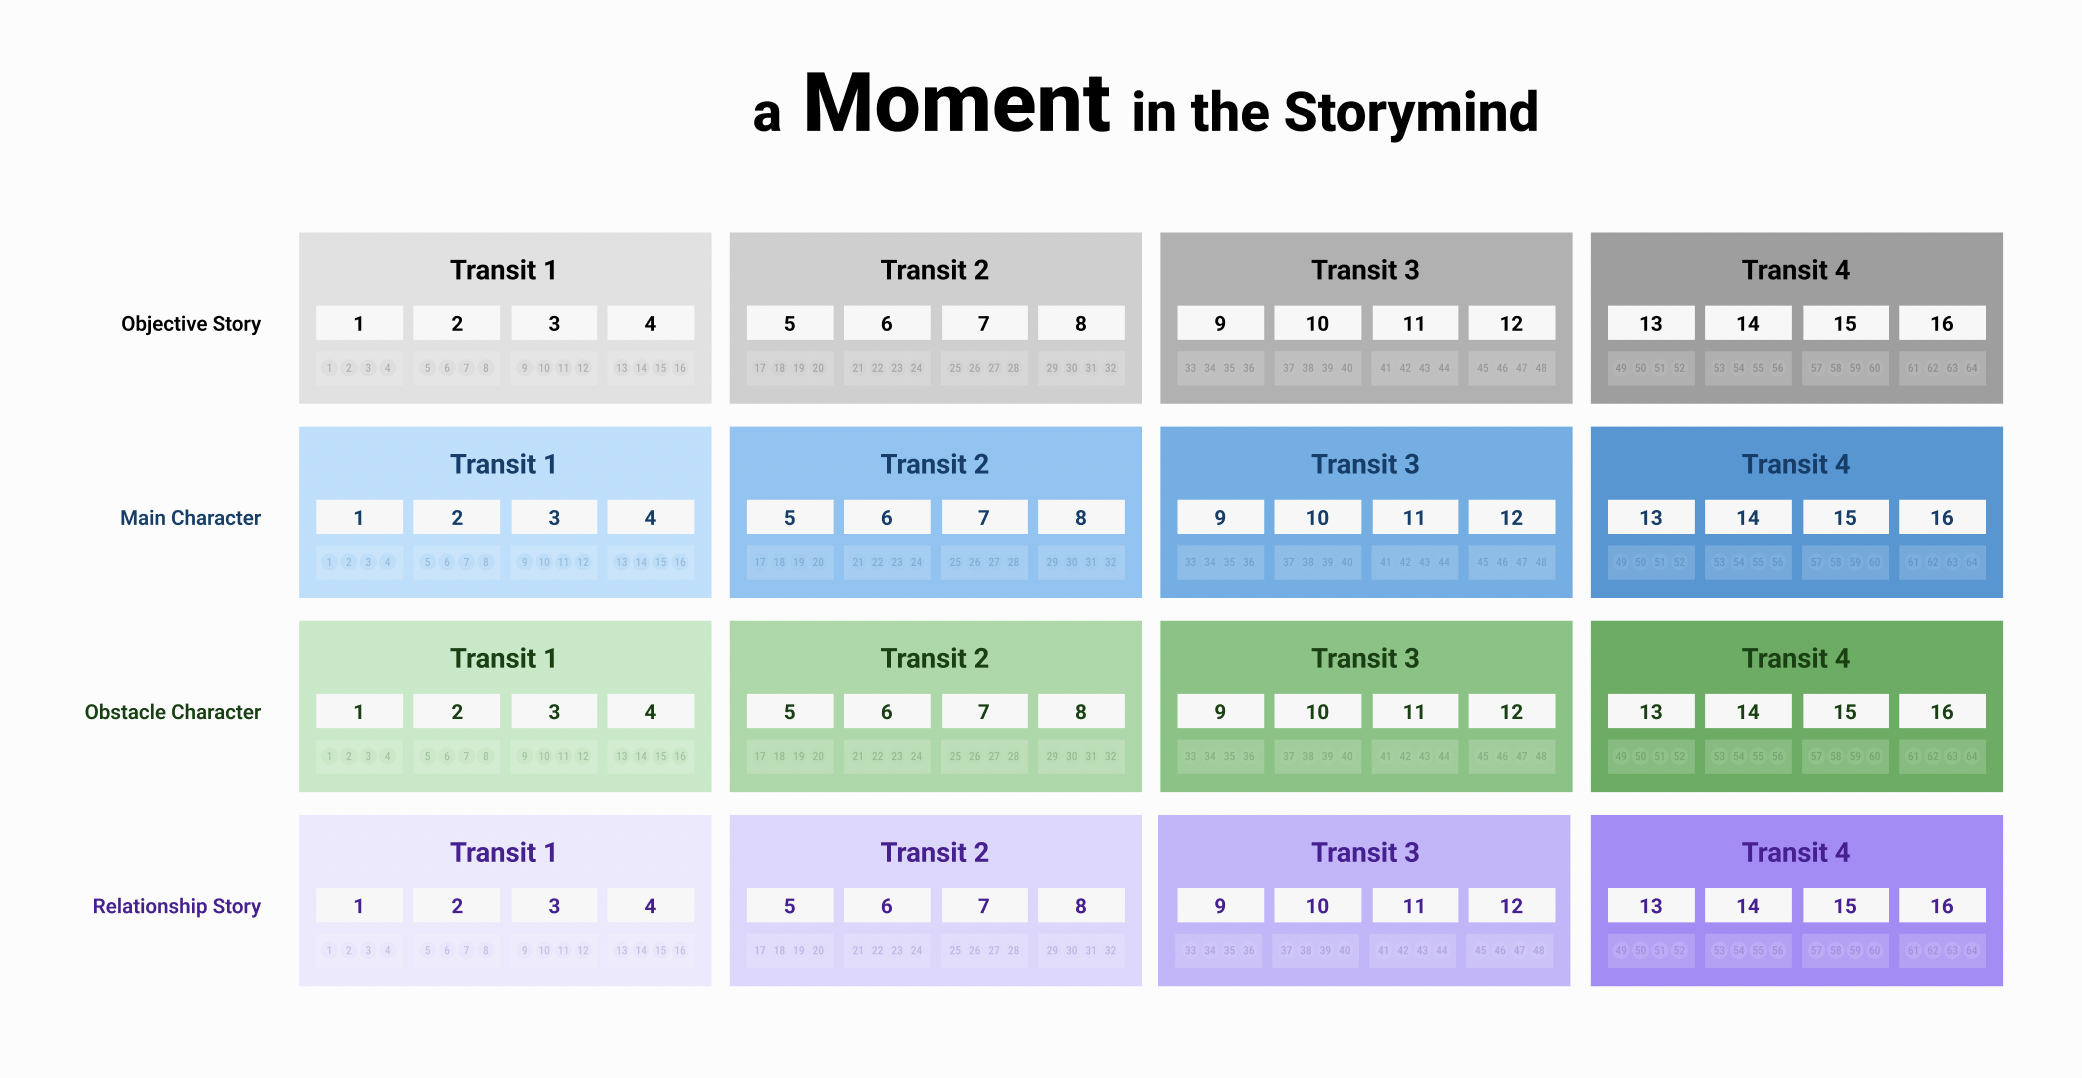 a Moment in the Storymind
Transit 1 Transit 2 Transit 3 Transit 4
Objective Story 1 2 3 4 5 6 7 8 9 10 11 12 13 14 15 16
1 2 3 4 5 6 7 8 9 10 11 12 13 14 15 16 17 18 19 20 21 22 23 24 25 26 27 28 29 30 31 32 33 34 35 36 37 38 39 40 41 42 43 44 45 46 47 48 49 50 51 52 53 54 55 56 57 58 59 60 61 62 63 64
Transit 1 Transit 2 Transit 3 Transit 4
Main Character 1 2 3 4 5 6 7 8 9 10 11 12 13 14 15 16
1 2 3 4 5 6 7 8 9 10 11 12 13 14 15 16 17 18 19 20 21 22 23 24 25 26 27 28 29 30 31 32 33 34 35 36 37 38 39 40 41 42 43 44 45 46 47 48 49 50 51 52 53 54 55 56 57 58 59 60 61 62 63 64
Transit 1 Transit 2 Transit 3 Transit 4
Obstacle Character 1 2 3 4 5 6 7 8 9 10 11 12 13 14 15 16
1 2 3 4 5 6 7 8 9 10 11 12 13 14 15 16 17 18 19 20 21 22 23 24 25 26 27 28 29 30 31 32 33 34 35 36 37 38 39 40 41 42 43 44 45 46 47 48 49 50 51 52 53 54 55 56 57 58 59 60 61 62 63 64
Transit 1 Transit 2 Transit 3 Transit 4
Relationship Story 1 2 3 4 5 6 7 8 9 10 11 12 13 14 15 16
1 2 3 4 5 6 7 8 9 10 11 12 13 14 15 16 17 18 19 20 21 22 23 24 25 26 27 28 29 30 31 32 33 34 35 36 37 38 39 40 41 42 43 44 45 46 47 48 49 50 51 52 53 54 55 56 57 58 59 60 61 62 63 64